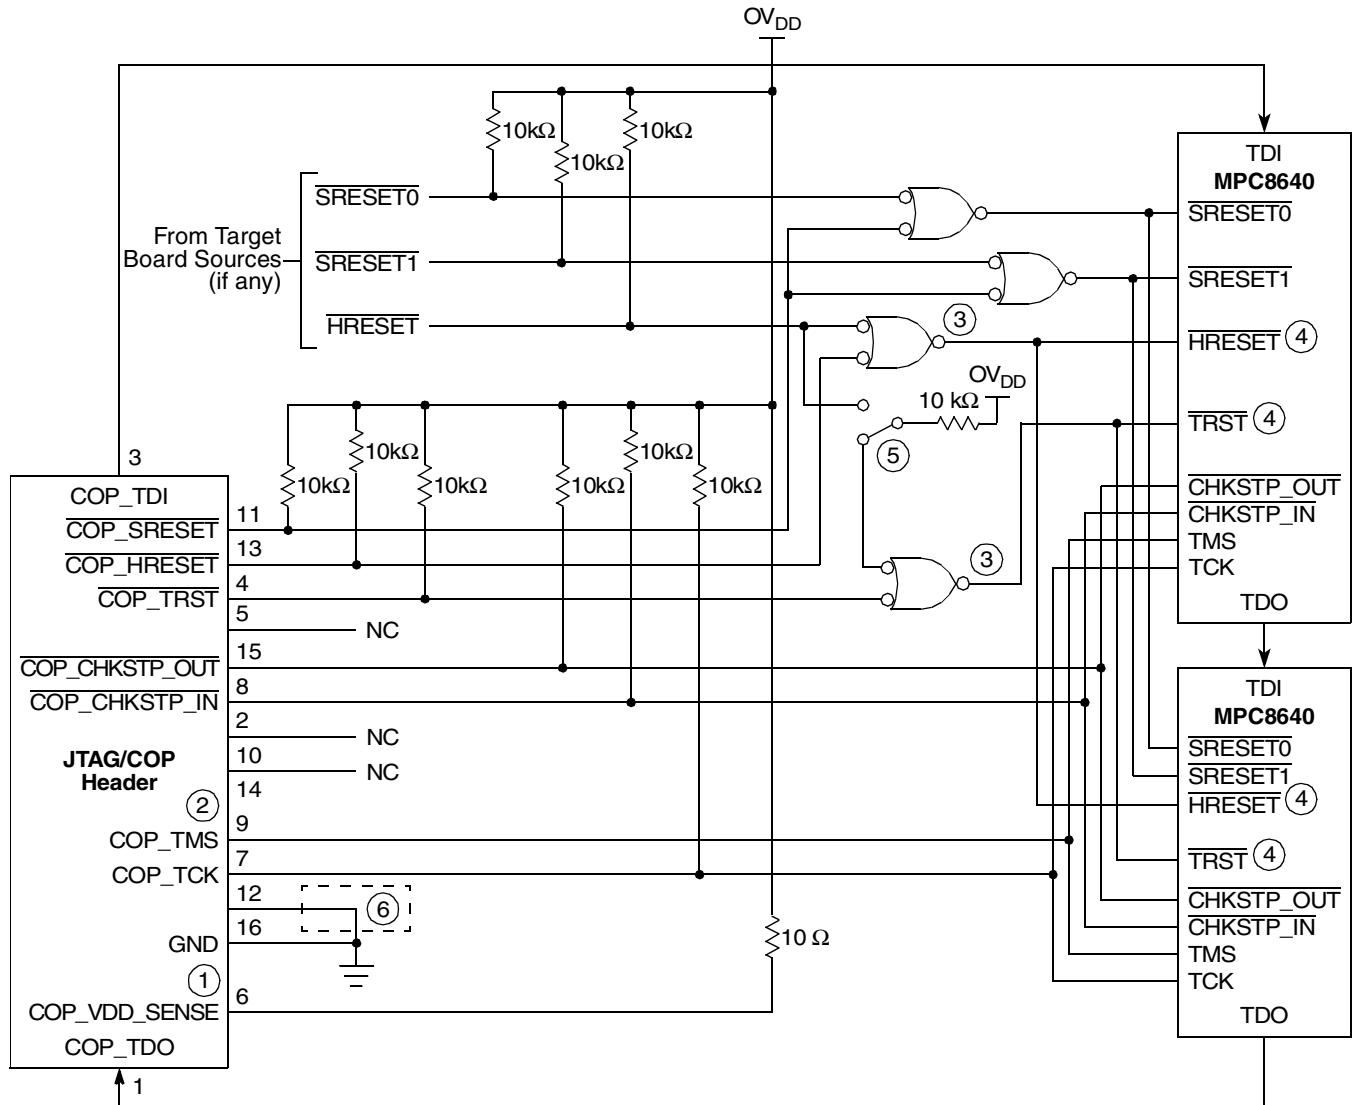 OVDD
10kΩ
10kΩ
10kΩ
From Target
Board Sources
(if any)
SRESET0
SRESET1
HRESET
3
OVDD
10 kΩ
5
3
TDI
MPC8640
SRESET0
SRESET1
HRESET 4
TRST 4
CHKSTP_OUT
CHKSTP_IN
TMS
TCK
TDO
10kΩ
10kΩ
10kΩ
10kΩ
10kΩ
10kΩ
3
COP_TDI
COP_SRESET 11
COP_HRESET 13
COP_TRST 4
5 NC
COP_CHKSTP_OUT 15
COP_CHKSTP_IN 8
2 NC
10 NC
JTAG/COP
Header
14
2
COP_TMS 9
COP_TCK 7
12 6
GND 16
1
COP_VDD_SENSE 6
COP_TDO
1
10 Ω
TDI
MPC8640
SRESET0
SRESET1
HRESET 4
TRST 4
CHKSTP_OUT
CHKSTP_IN
TMS
TCK
TDO